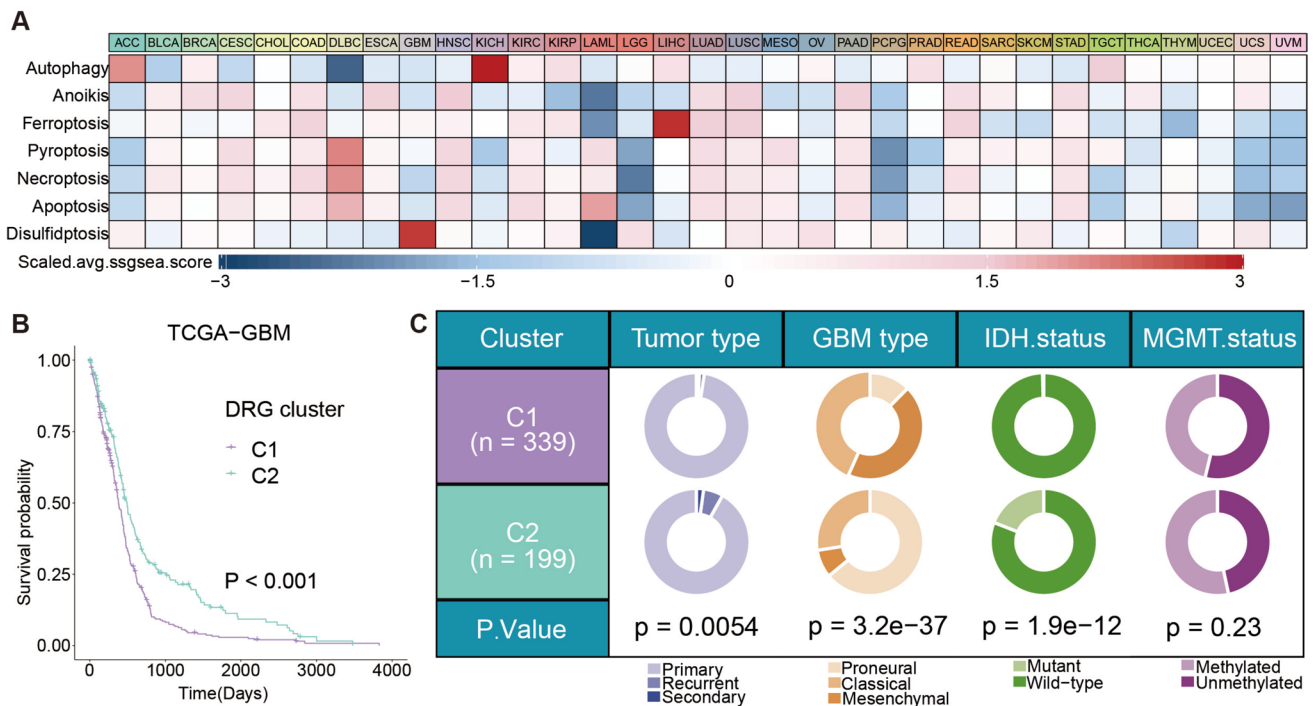 A
ACC BLCA BRCA CESC CHOL COAD DLBC ESCA GBM HNSC KICH KIRC KIRP LAML LGG LIHC LUAD LUSC MESO OV PAAD PCPG PRAD READ SARC SKCM STAD TGCT THCA THYM UCEC UCS UVM
Autophagy
Anoikis
Ferroptosis
Pyroptosis
Necroptosis
Apoptosis
Disulfidptosis
Scaled.avg.ssgsea.score
−3 −1.5 0 1.5 3
B
TCGA−GBM
Survival probability
1.00
0.75
0.50
0.25
0.00
DRG cluster
C1
C2
P < 0.001
0 1000 2000 3000 4000
Time(Days)
C
Cluster Tumor type GBM type IDH.status MGMT.status
C1
(n = 339)
C2
(n = 199)
P.Value p = 0.0054 p = 3.2e−37 p = 1.9e−12 p = 0.23
Primary
Recurrent
Secondary
Proneural
Classical
Mesenchymal
Mutant
Wild−type
Methylated
Unmethylated